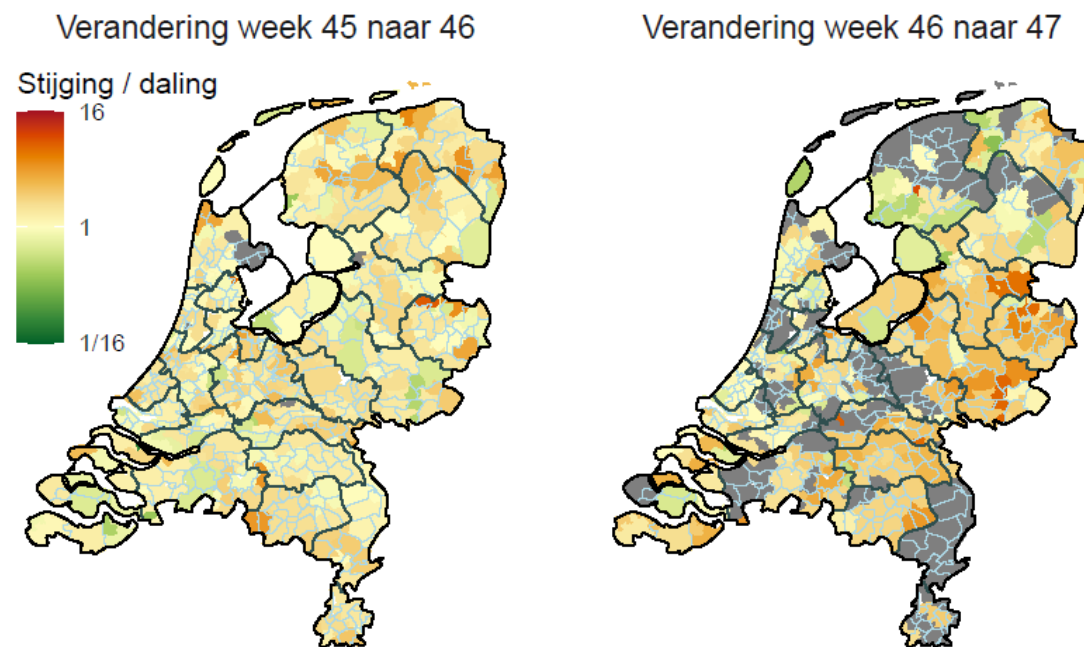 Verandering week 45 naar 46
Verandering week 46 naar 47
Stijging / daling
16
1
1/16